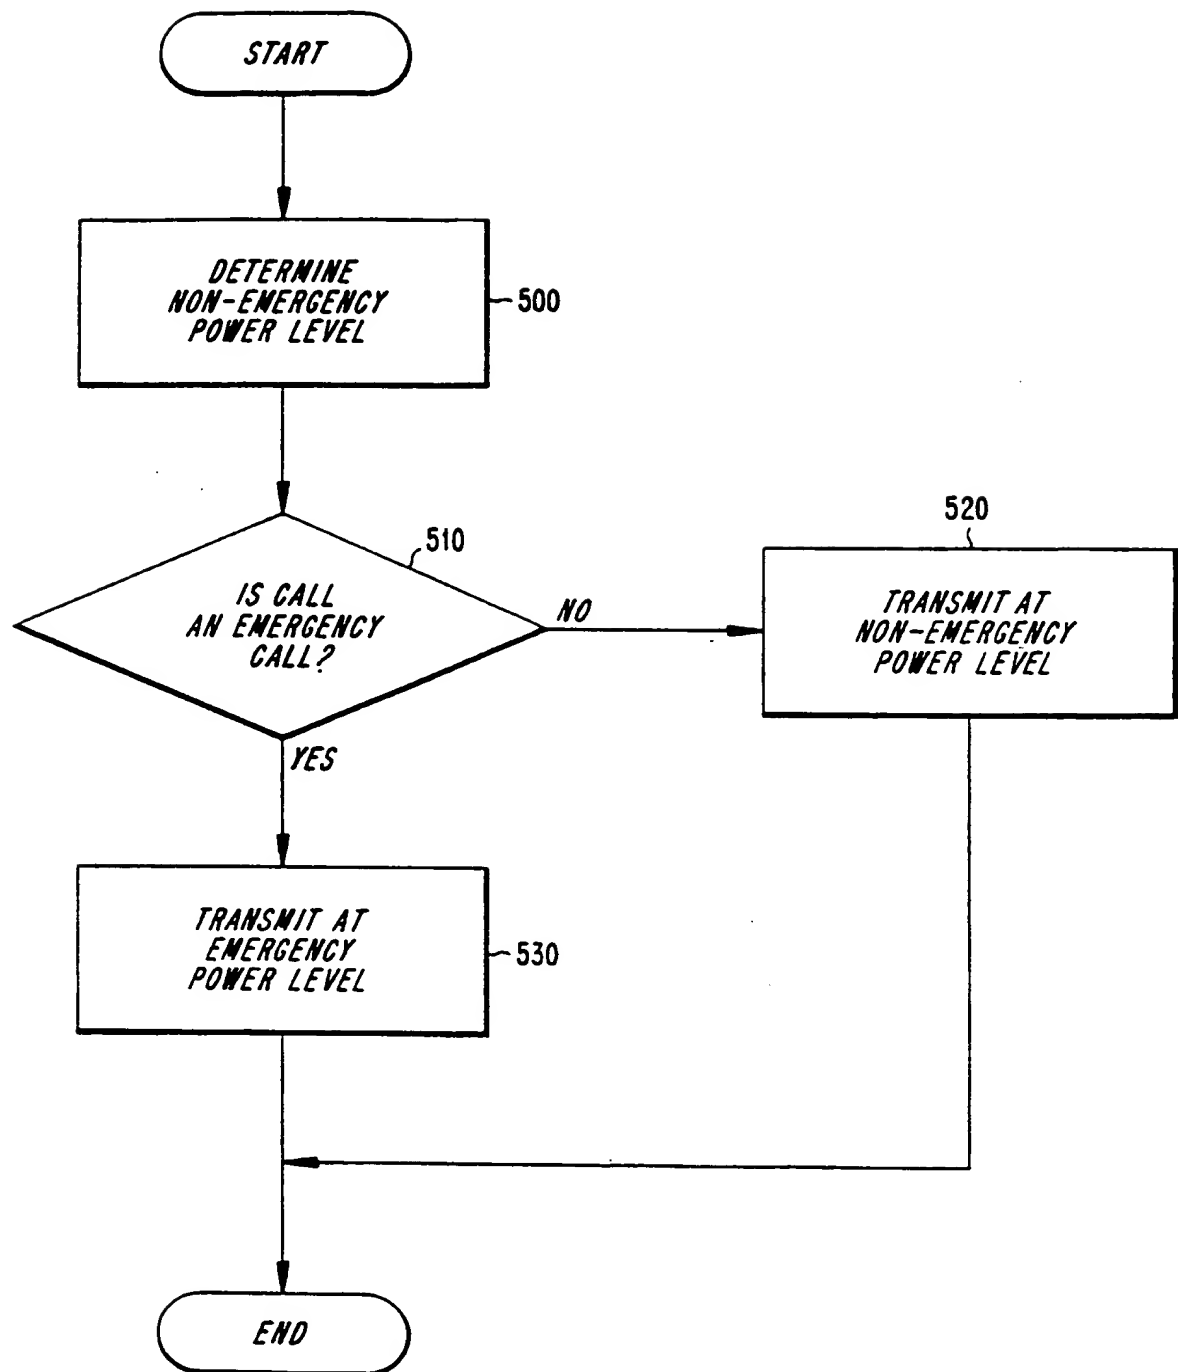 START
DETERMINE
NON-EMERGENCY
POWER LEVEL
500
510
IS CALL
AN EMERGENCY
CALL?
NO
520
TRANSMIT AT
NON-EMERGENCY
POWER LEVEL
YES
TRANSMIT AT
EMERGENCY
POWER LEVEL
530
END